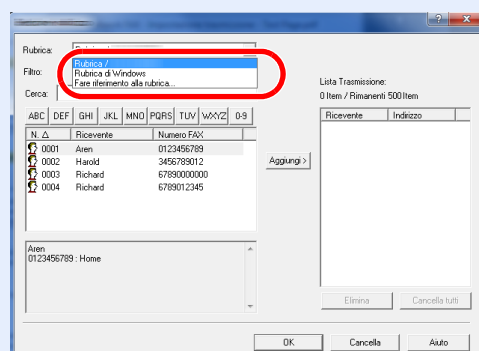 Rubrica:
Rubrica /
Rubrica di Windows
Fare riferimento alla rubrica...
Filtro:
Cerca:
Lista Trasmissione:
0 Item / Rimanenti 500 Item
ABC DEF GHI JKL MNO PQRS TUV WXYZ 0-9
N. △ Ricevente Numero FAX
0001 Aren 0123456789
0002 Harold 3456789012
0003 Richard 67890000000
0004 Richard 6789012345
Aggiungi >
Ricevente Indirizzo
Aren
0123456789 : Home
Elimina Cancella tutti
OK Cancella Aiuto